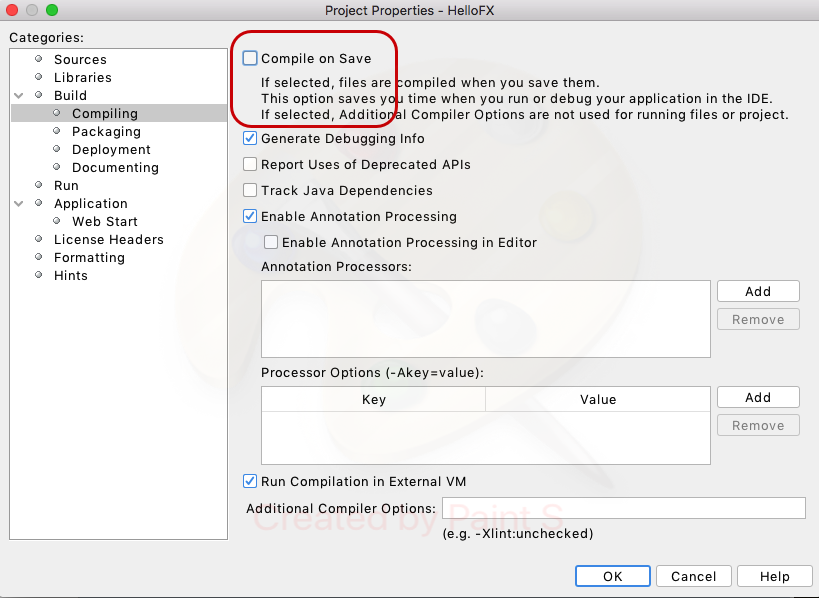 Project Properties - HelloFX
Categories:
Sources
Libraries
Build
Compiling
Packaging
Deployment
Documenting
Run
Application
Web Start
License Headers
Formatting
Hints
Compile on Save
If selected, files are compiled when you save them.
This option saves you time when you run or debug your application in the IDE.
If selected, Additional Compiler Options are not used for running files or project.
Generate Debugging Info
Report Uses of Deprecated APIs
Track Java Dependencies
Enable Annotation Processing
Enable Annotation Processing in Editor
Annotation Processors:
Add
Remove
Processor Options (-Akey=value):
Key Value
Add
Remove
Run Compilation in External VM
Additional Compiler Options:
(e.g. -Xlint:unchecked)
Created by Paint S
OK Cancel Help